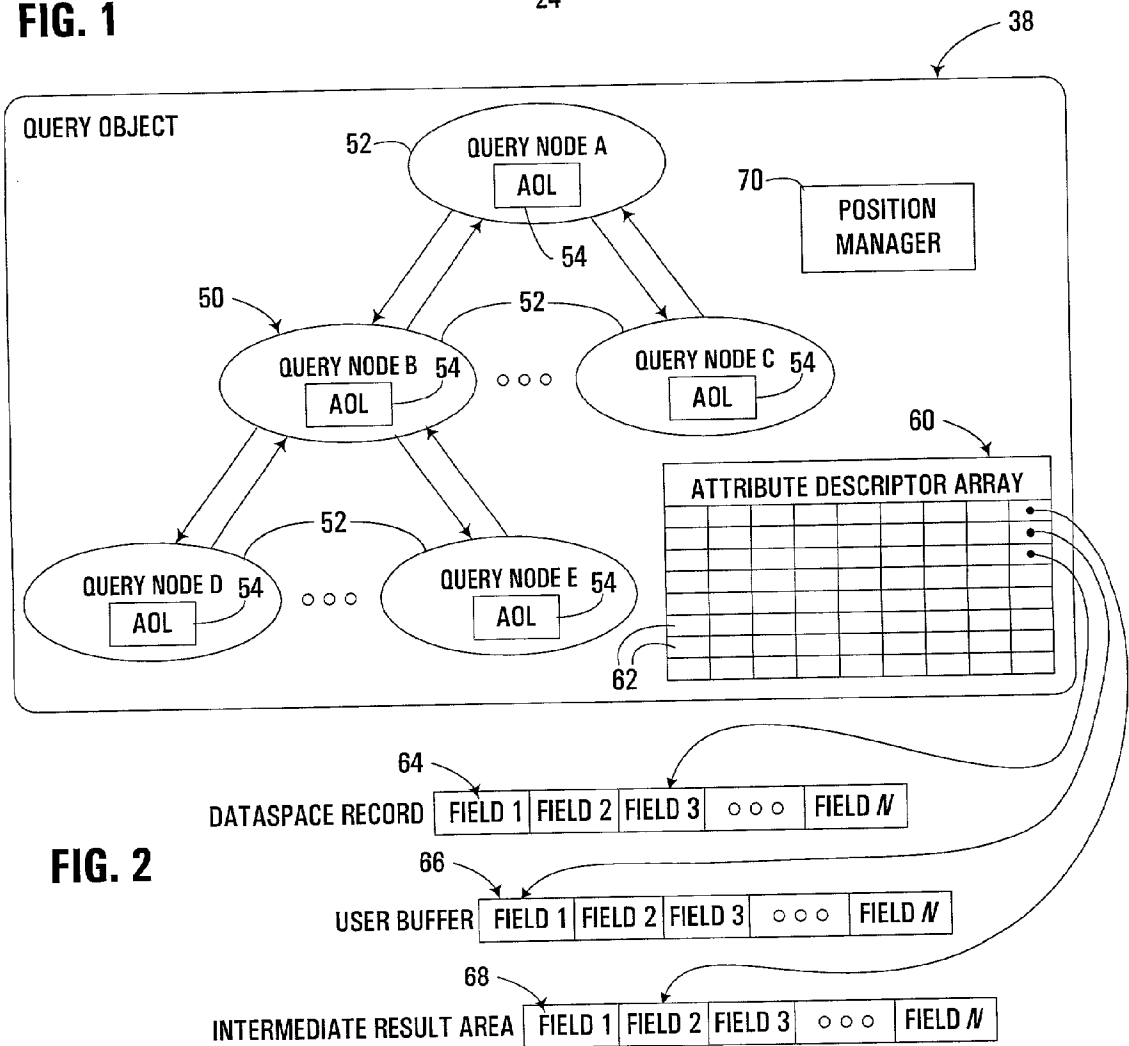 FIG. 1
24
38
QUERY OBJECT
52
QUERY NODE A
AOL
54
70
POSITION
MANAGER
50
52
QUERY NODE B
54
AOL
QUERY NODE C
54
AOL
60
ATTRIBUTE DESCRIPTOR ARRAY
52
QUERY NODE D
54
AOL
QUERY NODE E
54
AOL
62
64
DATASPACE RECORD FIELD 1 FIELD 2 FIELD 3 FIELD N
FIG. 2
66
USER BUFFER FIELD 1 FIELD 2 FIELD 3 FIELD N
68
INTERMEDIATE RESULT AREA FIELD 1 FIELD 2 FIELD 3 FIELD N